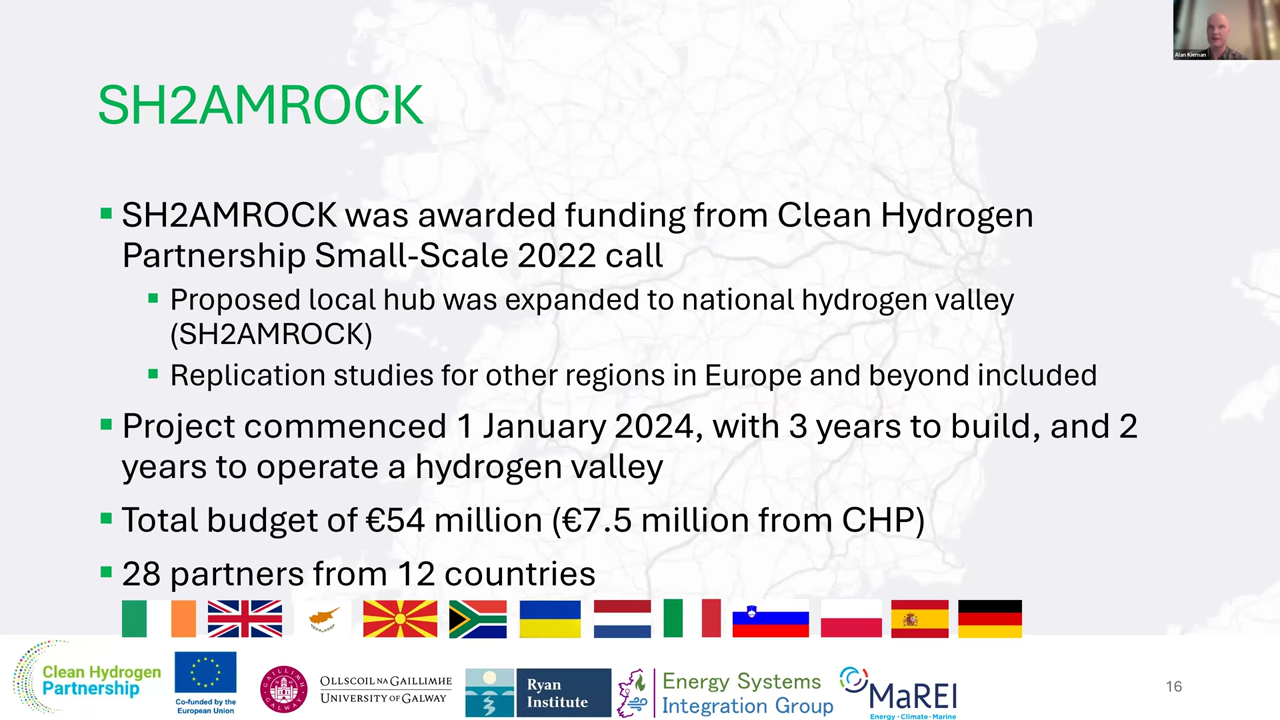 Alan Kiernan
SH2AMROCK
SH2AMROCK was awarded funding from Clean Hydrogen
Partnership Small-Scale 2022 call
Proposed local hub was expanded to national hydrogen valley
(SH2AMROCK)
Replication studies for other regions in Europe and beyond included
Project commenced 1 January 2024, with 3 years to build, and 2
years to operate a hydrogen valley
Total budget of €54 million (€7.5 million from CHP)
28 partners from 12 countries
Clean Hydrogen
Partnership
Co-funded by the
European Union
OLLSCOIL NA GAILLIMHE
UNIVERSITY OF GALWAY
Ryan
Institute
Energy Systems
Integration Group
MaREI
Energy · Climate · Marine
16